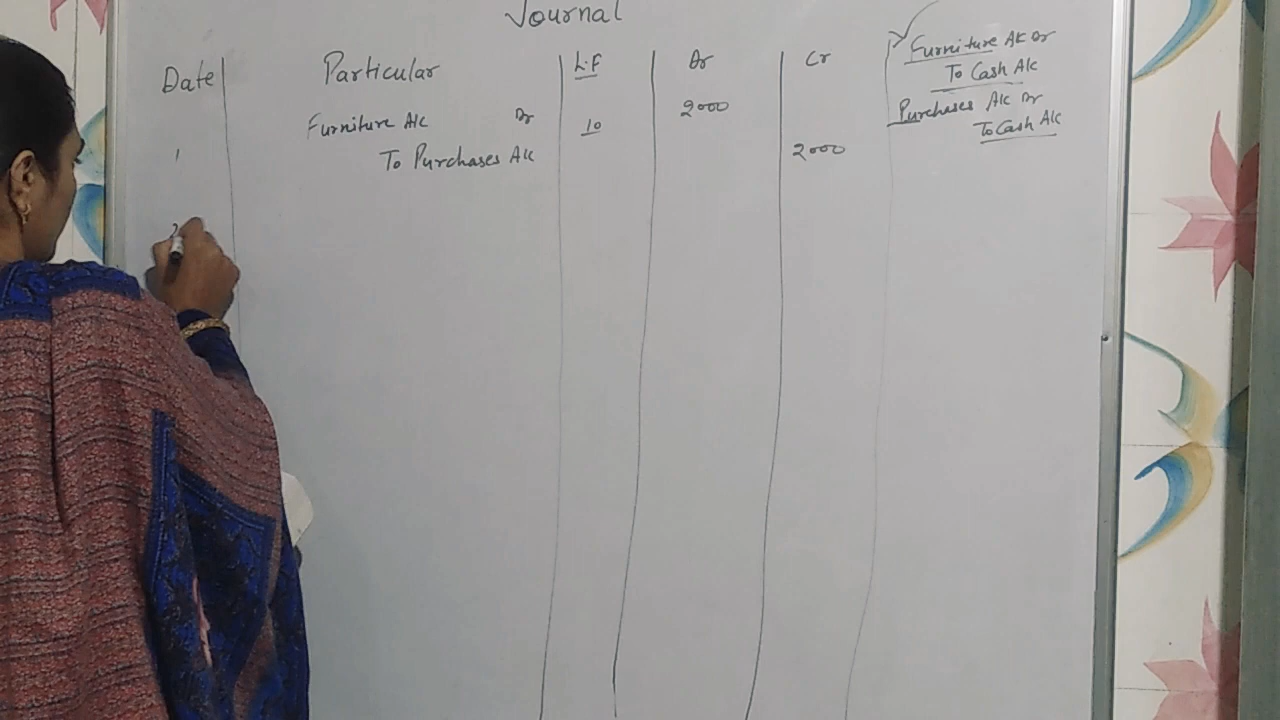 Journal
Date Particular L.F Dr Cr
1 Furniture A/c Dr 10 2000
To Purchases A/c 2000
2
Furniture A/c Dr
To Cash A/c
Purchases A/c Dr
To Cash A/c